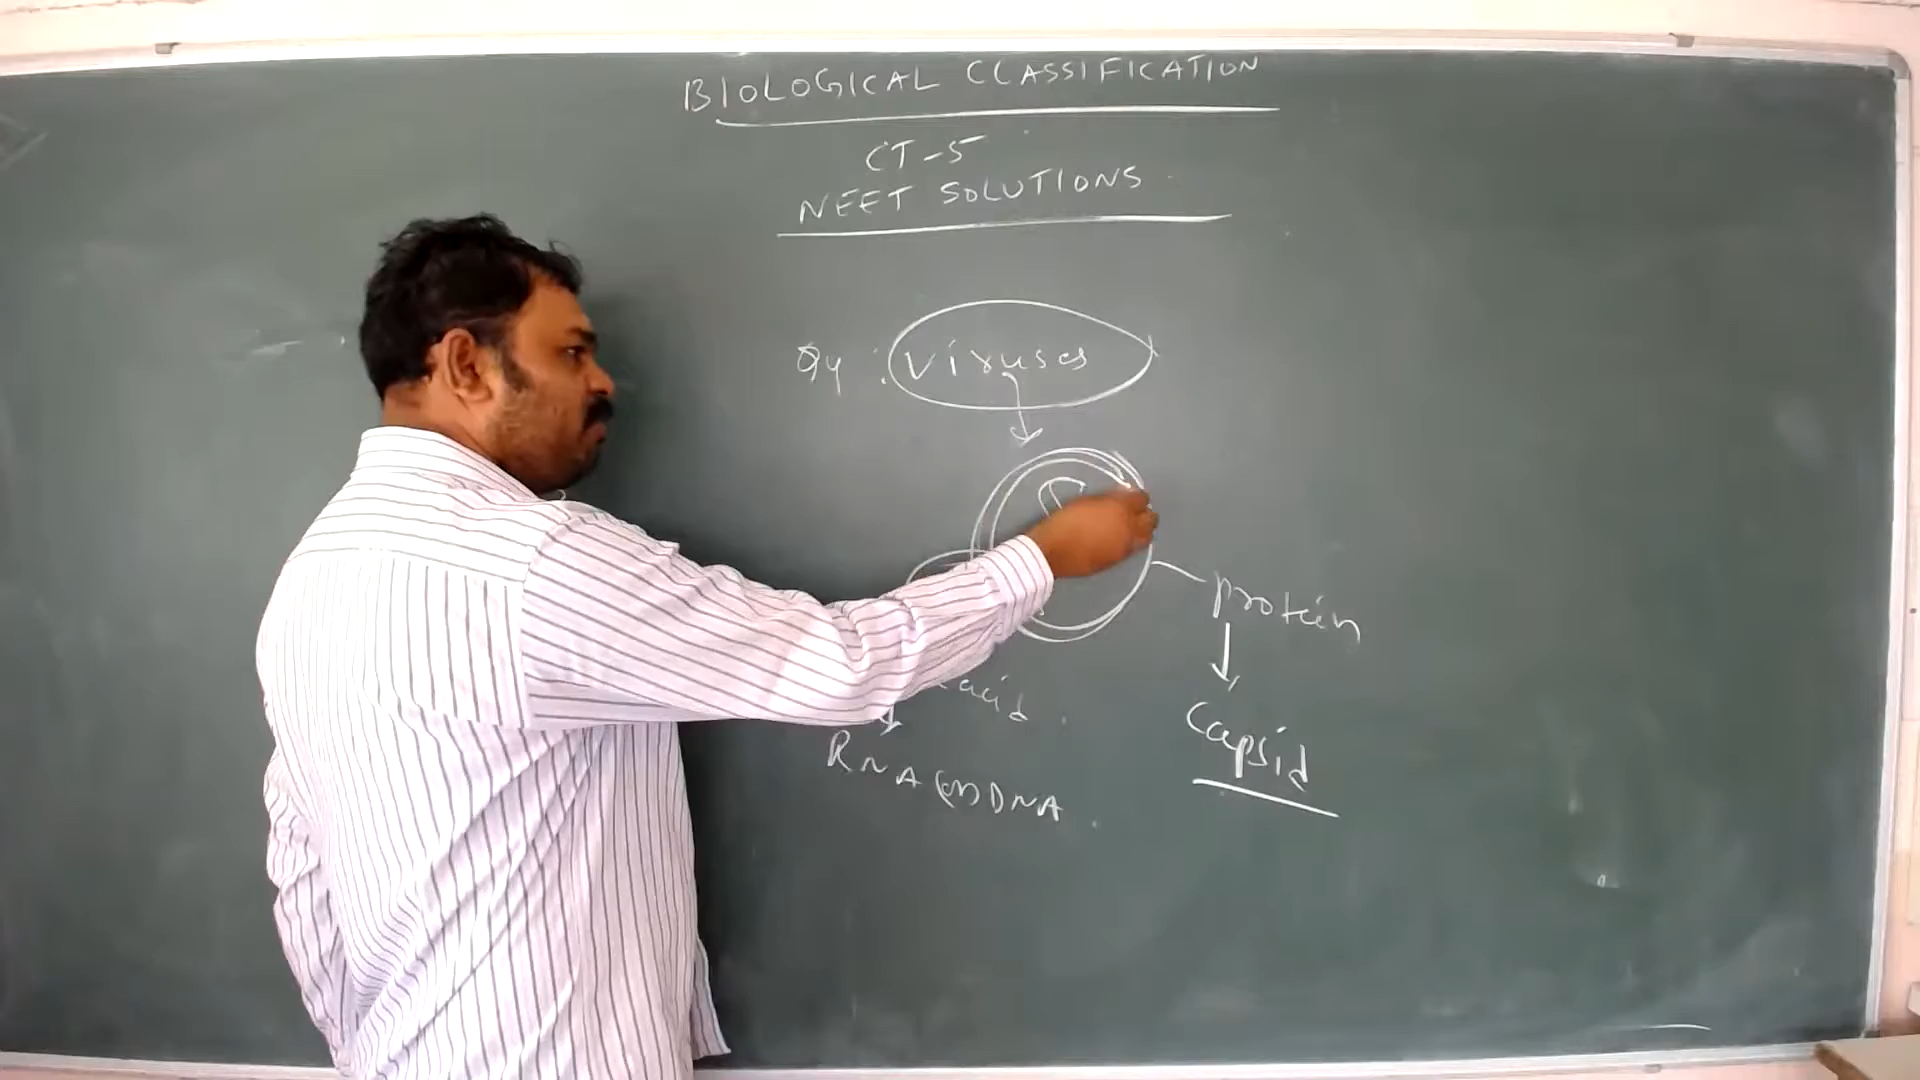 BIOLOGICAL CLASSIFICATION
CT-5
NEET SOLUTIONS
Q4 : Viruses
protein
acid
Capsid
RNA (or) DNA